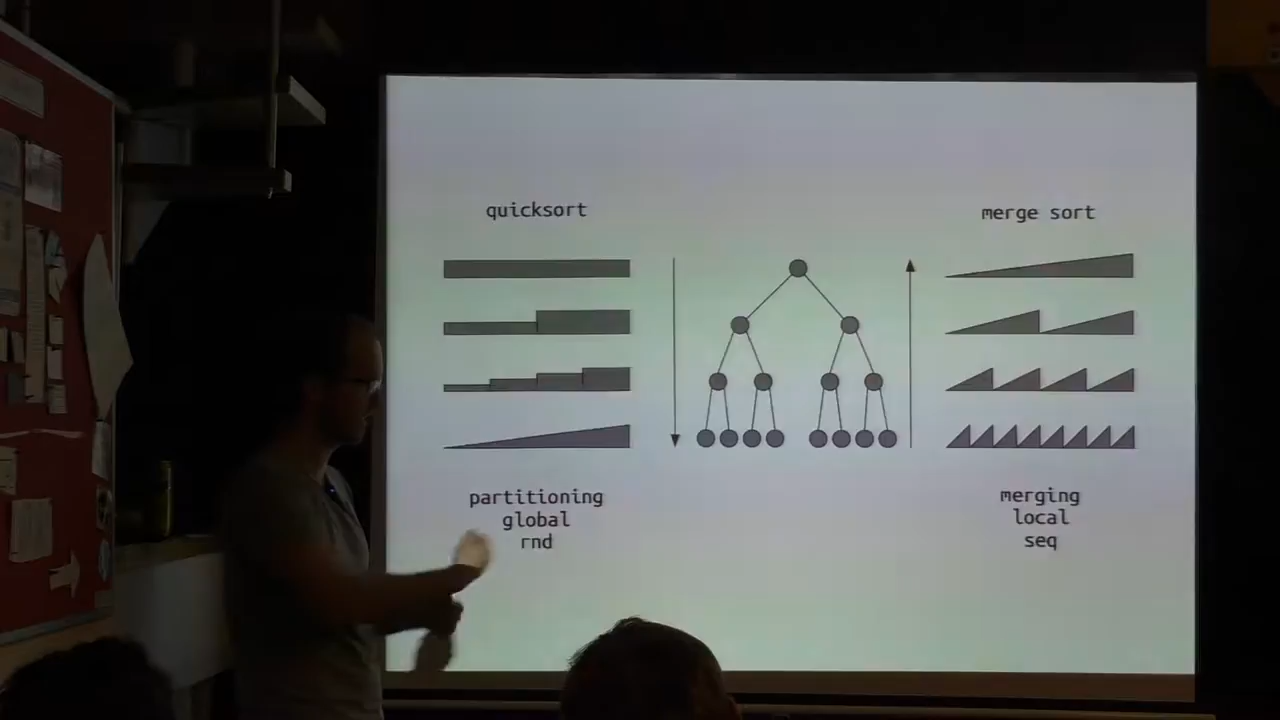 quicksort
merge sort
partitioning
global
rnd
merging
local
seq